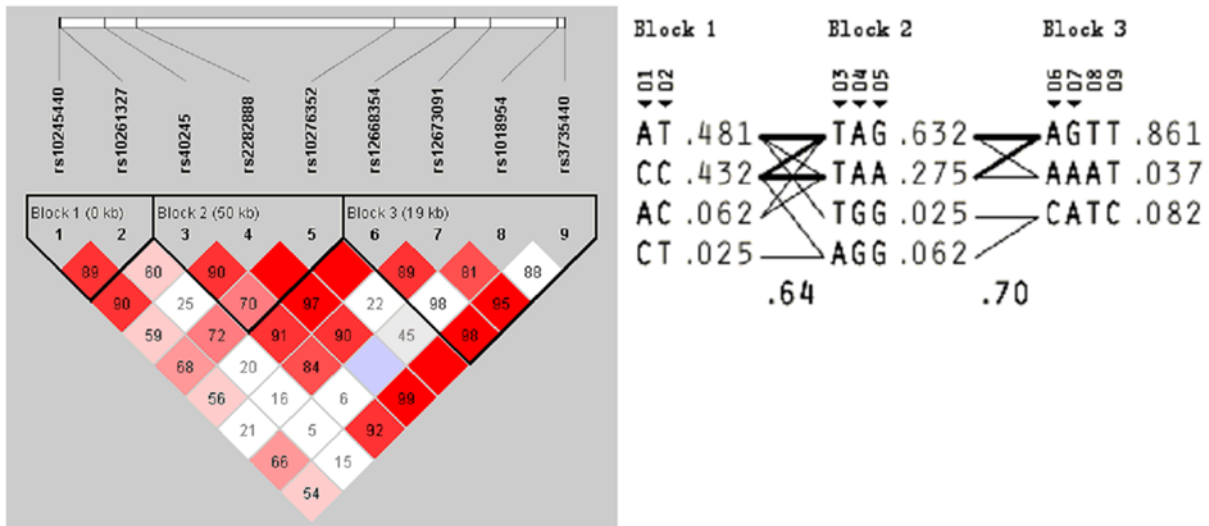 rs10245440
rs10261327
rs40245
rs2282888
rs10276352
rs12668354
rs12673091
rs1018954
rs3735440
Block 1 (0 kb) Block 2 (50 kb) Block 3 (19 kb)
1 2 3 4 5 6 7 8 9
89 60 90 89 81 88
90 25 70 97 22 98 95
59 72 91 90 45 98
68 20 84
56 16 6 99
21 5 92
66 15
54
Block 1 Block 2 Block 3
01 02 03 04 05 06 07 08 09
AT .481 TAG .632 AGTT .861
CC .432 TAA .275 AAAT .037
AC .062 TGG .025 CATC .082
CT .025 AGG .062
.64 .70